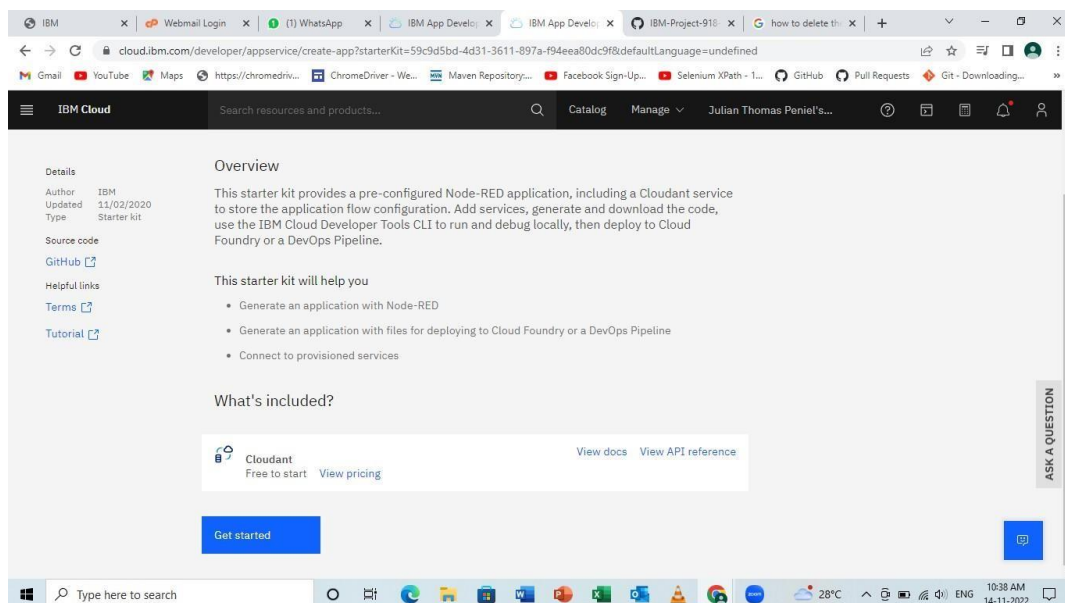 IBM
Webmail Login
(1) WhatsApp
IBM App Develop
IBM App Develop
IBM-Project-918
how to delete the
cloud.ibm.com/developer/appservice/create-app?starterKit=59c9d5bd-4d31-3611-897a-f94eea80dc9f&defaultLanguage=undefined
Gmail
YouTube
Maps
https://chromedriv...
ChromeDriver - We...
Maven Repository:...
Facebook Sign-Up...
Selenium XPath - 1...
GitHub
Pull Requests
Git - Downloading...
IBM Cloud
Search resources and products...
Catalog
Manage
Julian Thomas Peniel's...
Details
Author IBM
Updated 11/02/2020
Type Starter kit
Source code
GitHub
Helpful links
Terms
Tutorial
Overview
This starter kit provides a pre-configured Node-RED application, including a Cloudant service
to store the application flow configuration. Add services, generate and download the code,
use the IBM Cloud Developer Tools CLI to run and debug locally, then deploy to Cloud
Foundry or a DevOps Pipeline.
This starter kit will help you
• Generate an application with Node-RED
• Generate an application with files for deploying to Cloud Foundry or a DevOps Pipeline
• Connect to provisioned services
What's included?
Cloudant
Free to start View pricing
View docs View API reference
Get started
ASK A QUESTION
Type here to search
28°C
ENG
10:38 AM
14-11-2022